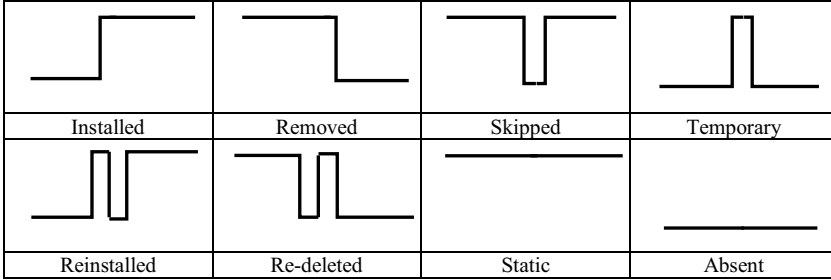 Installed Removed Skipped Temporary
Reinstalled Re-deleted Static Absent